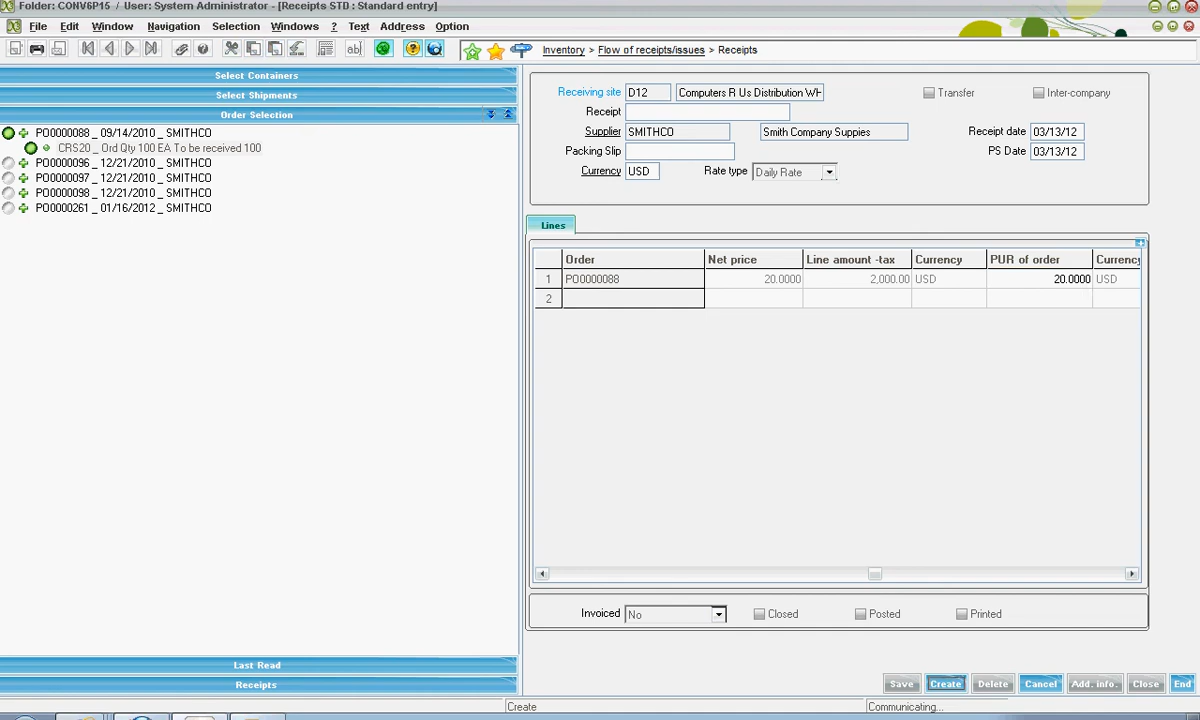 Folder: CONV6P15 / User: System Administrator - [Receipts STD : Standard entry]
File Edit Window Navigation Selection Windows ? Text Address Option
Inventory > Flow of receipts/issues > Receipts
Select Containers
Select Shipments
Order Selection
PO0000088 _ 09/14/2010 _ SMITHCO
CRS20 _ Ord Qty 100 EA To be received 100
PO0000096 _ 12/21/2010 _ SMITHCO
PO0000097 _ 12/21/2010 _ SMITHCO
PO0000098 _ 12/21/2010 _ SMITHCO
PO0000261 _ 01/16/2012 _ SMITHCO
Last Read
Receipts
Receiving site D12 Computers R Us Distribution WH Transfer Inter-company
Receipt
Supplier SMITHCO Smith Company Suppies Receipt date 03/13/12
Packing Slip PS Date 03/13/12
Currency USD Rate type Daily Rate
Lines
Order Net price Line amount -tax Currency PUR of order Currency
1 PO0000088 20.0000 2,000.00 USD 20.0000 USD
2
Invoiced No Closed Posted Printed
Save Create Delete Cancel Add. info. Close End
Create Communicating...